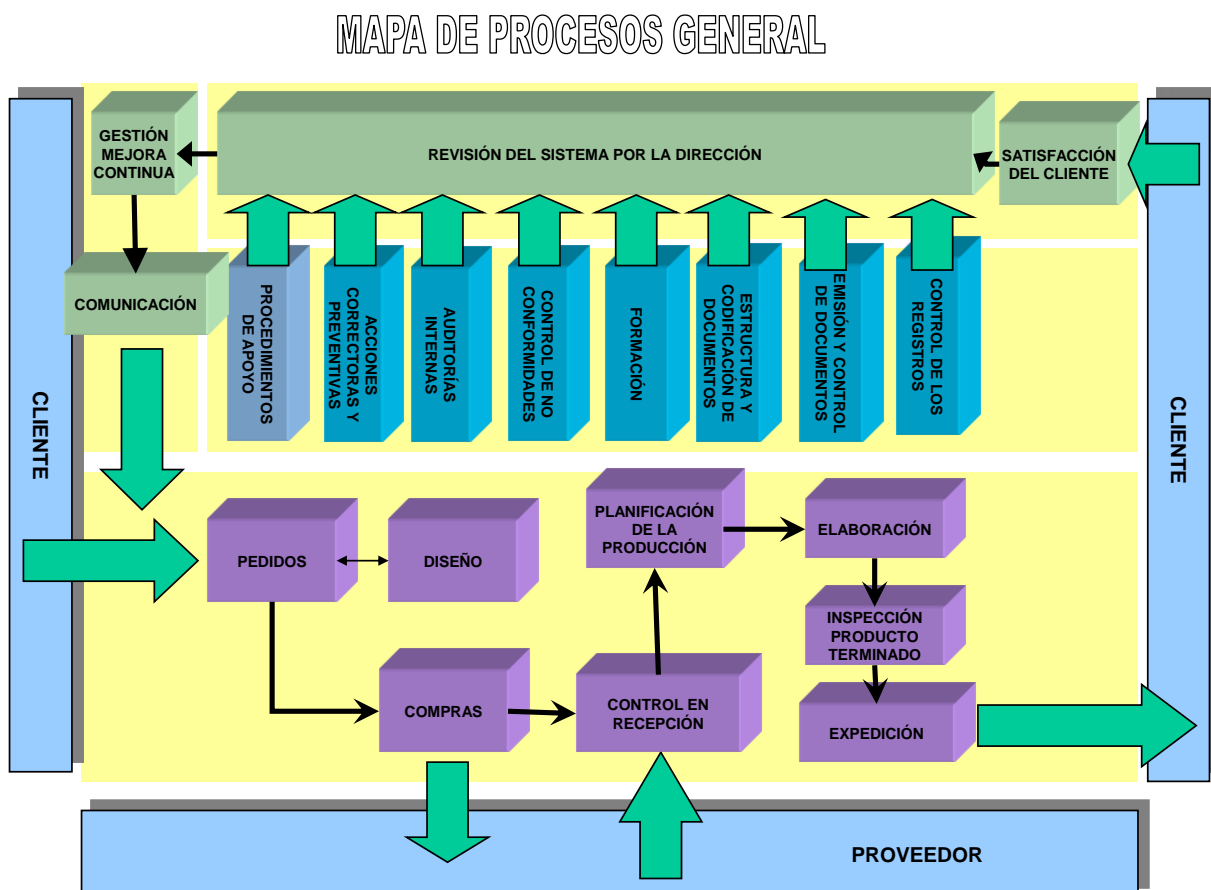 MAPA DE PROCESOS GENERAL
GESTIÓN
MEJORA
CONTINUA
REVISIÓN DEL SISTEMA POR LA DIRECCIÓN
SATISFACCIÓN
DEL CLIENTE
COMUNICACIÓN
PROCEDIMIENTOS
DE APOYO
ACCIONES
CORRECTORAS Y
PREVENTIVAS
AUDITORÍAS
INTERNAS
CONTROL DE NO
CONFORMIDADES
FORMACIÓN
ESTRUCTURA Y
CODIFICACIÓN DE
DOCUMENTOS
EMISIÓN Y CONTROL
DE DOCUMENTOS
CONTROL DE LOS
REGISTROS
CLIENTE
CLIENTE
PEDIDOS
DISEÑO
PLANIFICACIÓN
DE LA
PRODUCCIÓN
ELABORACIÓN
INSPECCIÓN
PRODUCTO
TERMINADO
COMPRAS
CONTROL EN
RECEPCIÓN
EXPEDICIÓN
PROVEEDOR